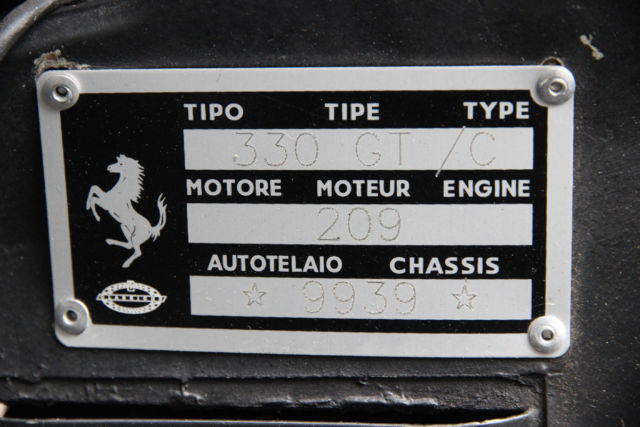 TIPO TIPE TYPE
330 GT /C
MOTORE MOTEUR ENGINE
209
AUTOTELAIO CHASSIS
☆ 9939 ☆